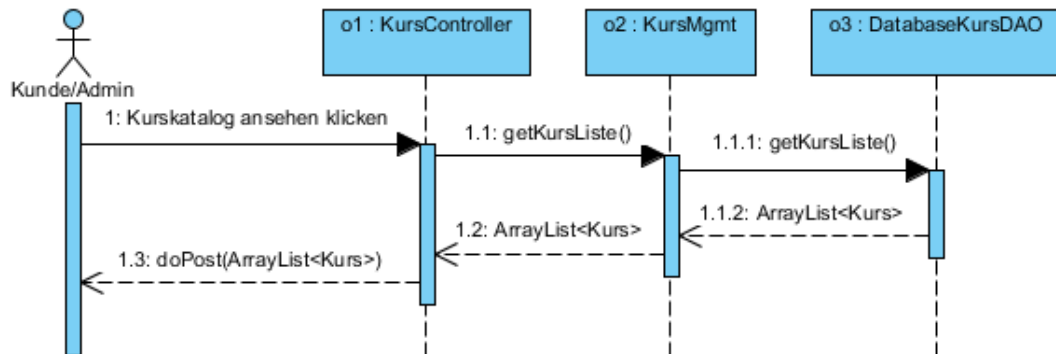 o1 : KursController
o2 : KursMgmt
o3 : DatabaseKursDAO
Kunde/Admin
1: Kurskatalog ansehen klicken
1.1: getKursListe()
1.1.1: getKursListe()
1.1.2: ArrayList<Kurs>
1.2: ArrayList<Kurs>
1.3: doPost(ArrayList<Kurs>)